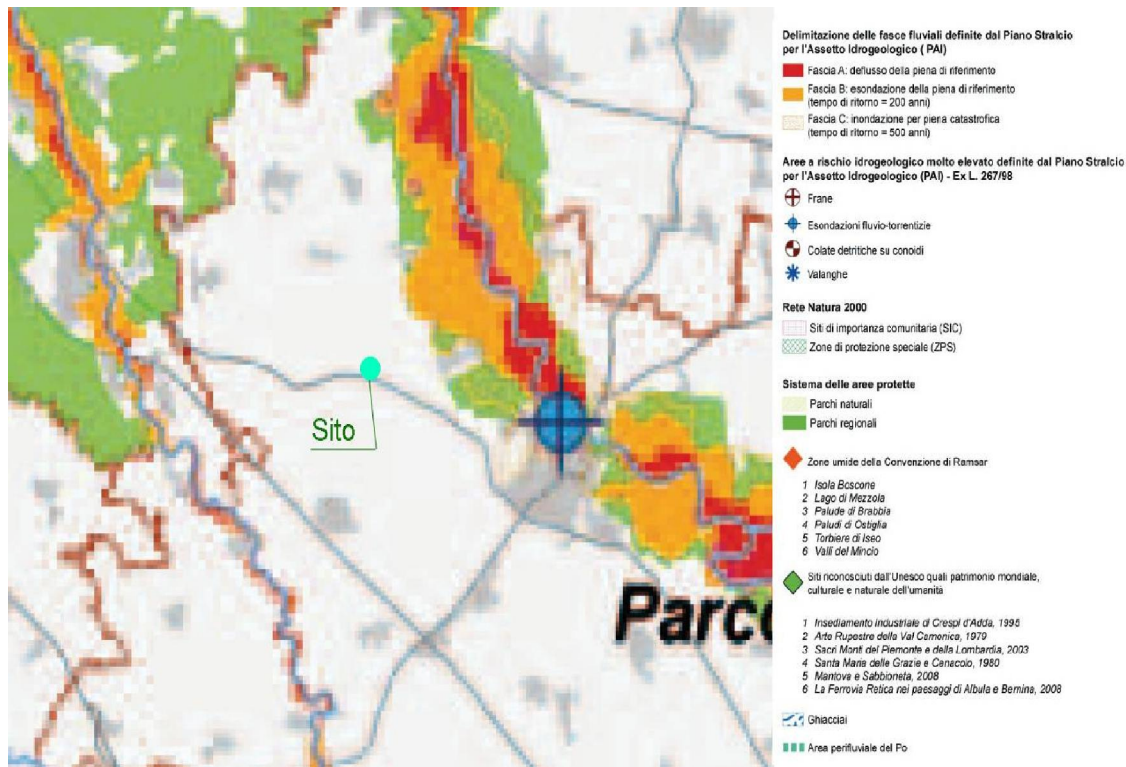 Sito
Parco
Delimitazione delle fasce fluviali definite dal Piano Stralcio
per l'Assetto Idrogeologico ( PAI)
Fascia A: deflusso della piena di riferimento
Fascia B: esondazione della piena di riferimento
(tempo di ritorno = 200 anni)
Fascia C: inondazione per piena catastrofica
(tempo di ritorno = 500 anni)
Aree a rischio idrogeologico molto elevato definite dal Piano Stralcio
per l'Assetto Idrogeologico (PAI) - Ex L. 267/98
Frane
Esondazioni fluvio-torrentizie
Colate detritiche su conoidi
Valanghe
Rete Natura 2000
Siti di importanza comunitaria (SIC)
Zone di protezione speciale (ZPS)
Sistema delle aree protette
Parchi naturali
Parchi regionali
Zone umide della Convenzione di Ramsar
1 Isola Boscone
2 Lago di Mezzola
3 Palude di Brabbia
4 Paludi di Ostiglia
5 Torbiere di Iseo
6 Valli del Mincio
Siti riconosciuti dall'Unesco quali patrimonio mondiale,
culturale e naturale dell'umanità
1 Insediamento industriale di Crespi d'Adda, 1995
2 Arte Rupestre della Val Camonica, 1979
3 Sacri Monti del Piemonte e della Lombardia, 2003
4 Santa Maria delle Grazie e Cenacolo, 1980
5 Mantova e Sabbioneta, 2008
6 La Ferrovia Retica nei paesaggi di Albula e Bernina, 2008
Ghiacciai
Area perifluviale del Po